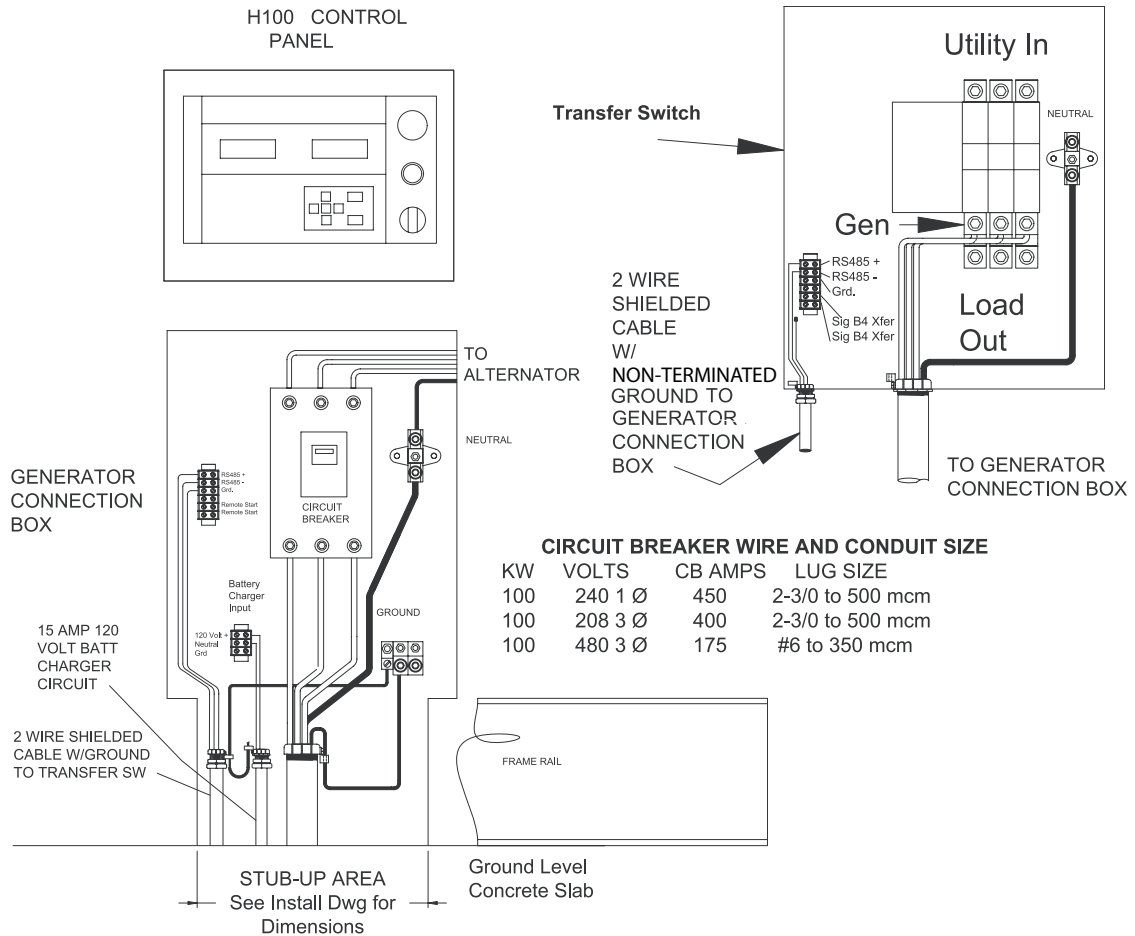 H100 CONTROL
PANEL
Transfer Switch
Utility In
NEUTRAL
Gen
RS485 +
RS485 -
Grd.
Sig B4 Xfer
Sig B4 Xfer
Load
Out
2 WIRE
SHIELDED
CABLE
W/
NON-TERMINATED
GROUND TO
GENERATOR
CONNECTION
BOX
TO GENERATOR
CONNECTION BOX
TO
ALTERNATOR
NEUTRAL
GENERATOR
CONNECTION
BOX
RS485 +
RS485 -
Grd.
Remote Start
Remote Start
CIRCUIT
BREAKER
Battery
Charger
Input
120 Volt +
Neutral
Grd
GROUND
15 AMP 120
VOLT BATT
CHARGER
CIRCUIT
2 WIRE SHIELDED
CABLE W/GROUND
TO TRANSFER SW
CIRCUIT BREAKER WIRE AND CONDUIT SIZE
KW VOLTS CB AMPS LUG SIZE
100 240 1 Ø 450 2-3/0 to 500 mcm
100 208 3 Ø 400 2-3/0 to 500 mcm
100 480 3 Ø 175 #6 to 350 mcm
FRAME RAIL
STUB-UP AREA
See Install Dwg for
Dimensions
Ground Level
Concrete Slab